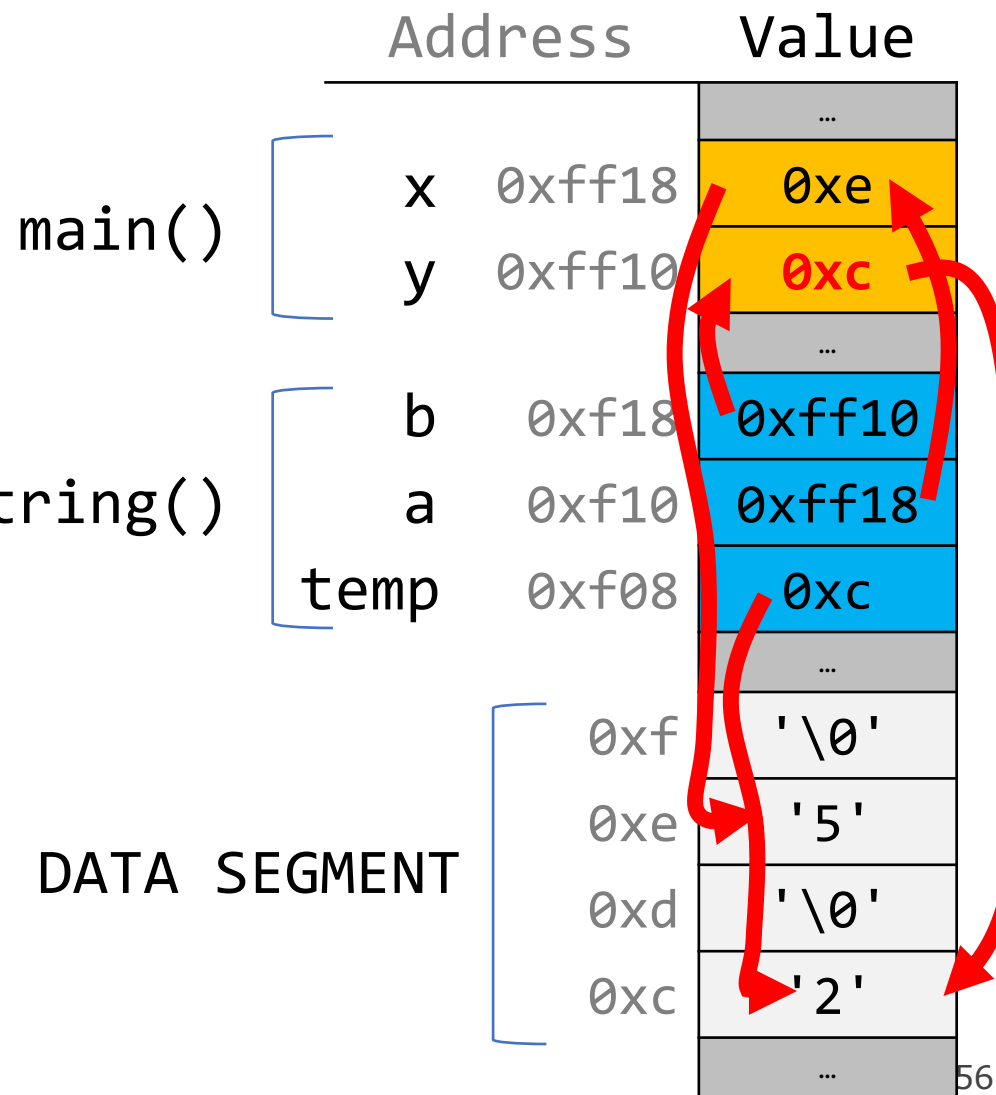 Address Value
…
x 0xff18 0xe
main()
y 0xff10 0xc
…
b 0xf18 0xff10
tring() a 0xf10 0xff18
temp 0xf08 0xc
…
0xf '\0'
0xe '5'
DATA SEGMENT
0xd '\0'
0xc '2'
… 56